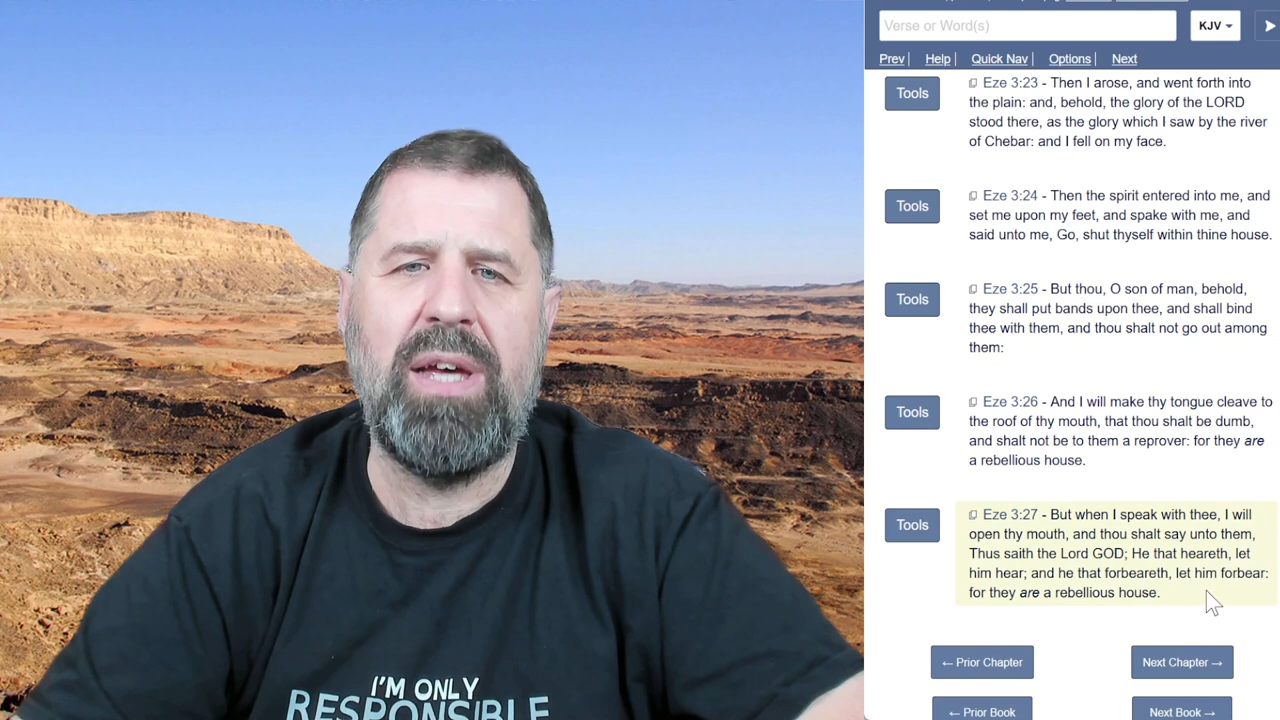 Verse or Word(s)
KJV
Prev | Help | Quick Nav | Options | Next
Tools
Eze 3:23 - Then I arose, and went forth into
the plain: and, behold, the glory of the LORD
stood there, as the glory which I saw by the river
of Chebar: and I fell on my face.
Tools
Eze 3:24 - Then the spirit entered into me, and
set me upon my feet, and spake with me, and
said unto me, Go, shut thyself within thine house.
Tools
Eze 3:25 - But thou, O son of man, behold,
they shall put bands upon thee, and shall bind
thee with them, and thou shalt not go out among
them:
Tools
Eze 3:26 - And I will make thy tongue cleave to
the roof of thy mouth, that thou shalt be dumb,
and shalt not be to them a reprover: for they are
a rebellious house.
Tools
Eze 3:27 - But when I speak with thee, I will
open thy mouth, and thou shalt say unto them,
Thus saith the Lord GOD; He that heareth, let
him hear; and he that forbeareth, let him forbear:
for they are a rebellious house.
← Prior Chapter
Next Chapter →
← Prior Book
Next Book →
I'M ONLY
RESPONSIBLE